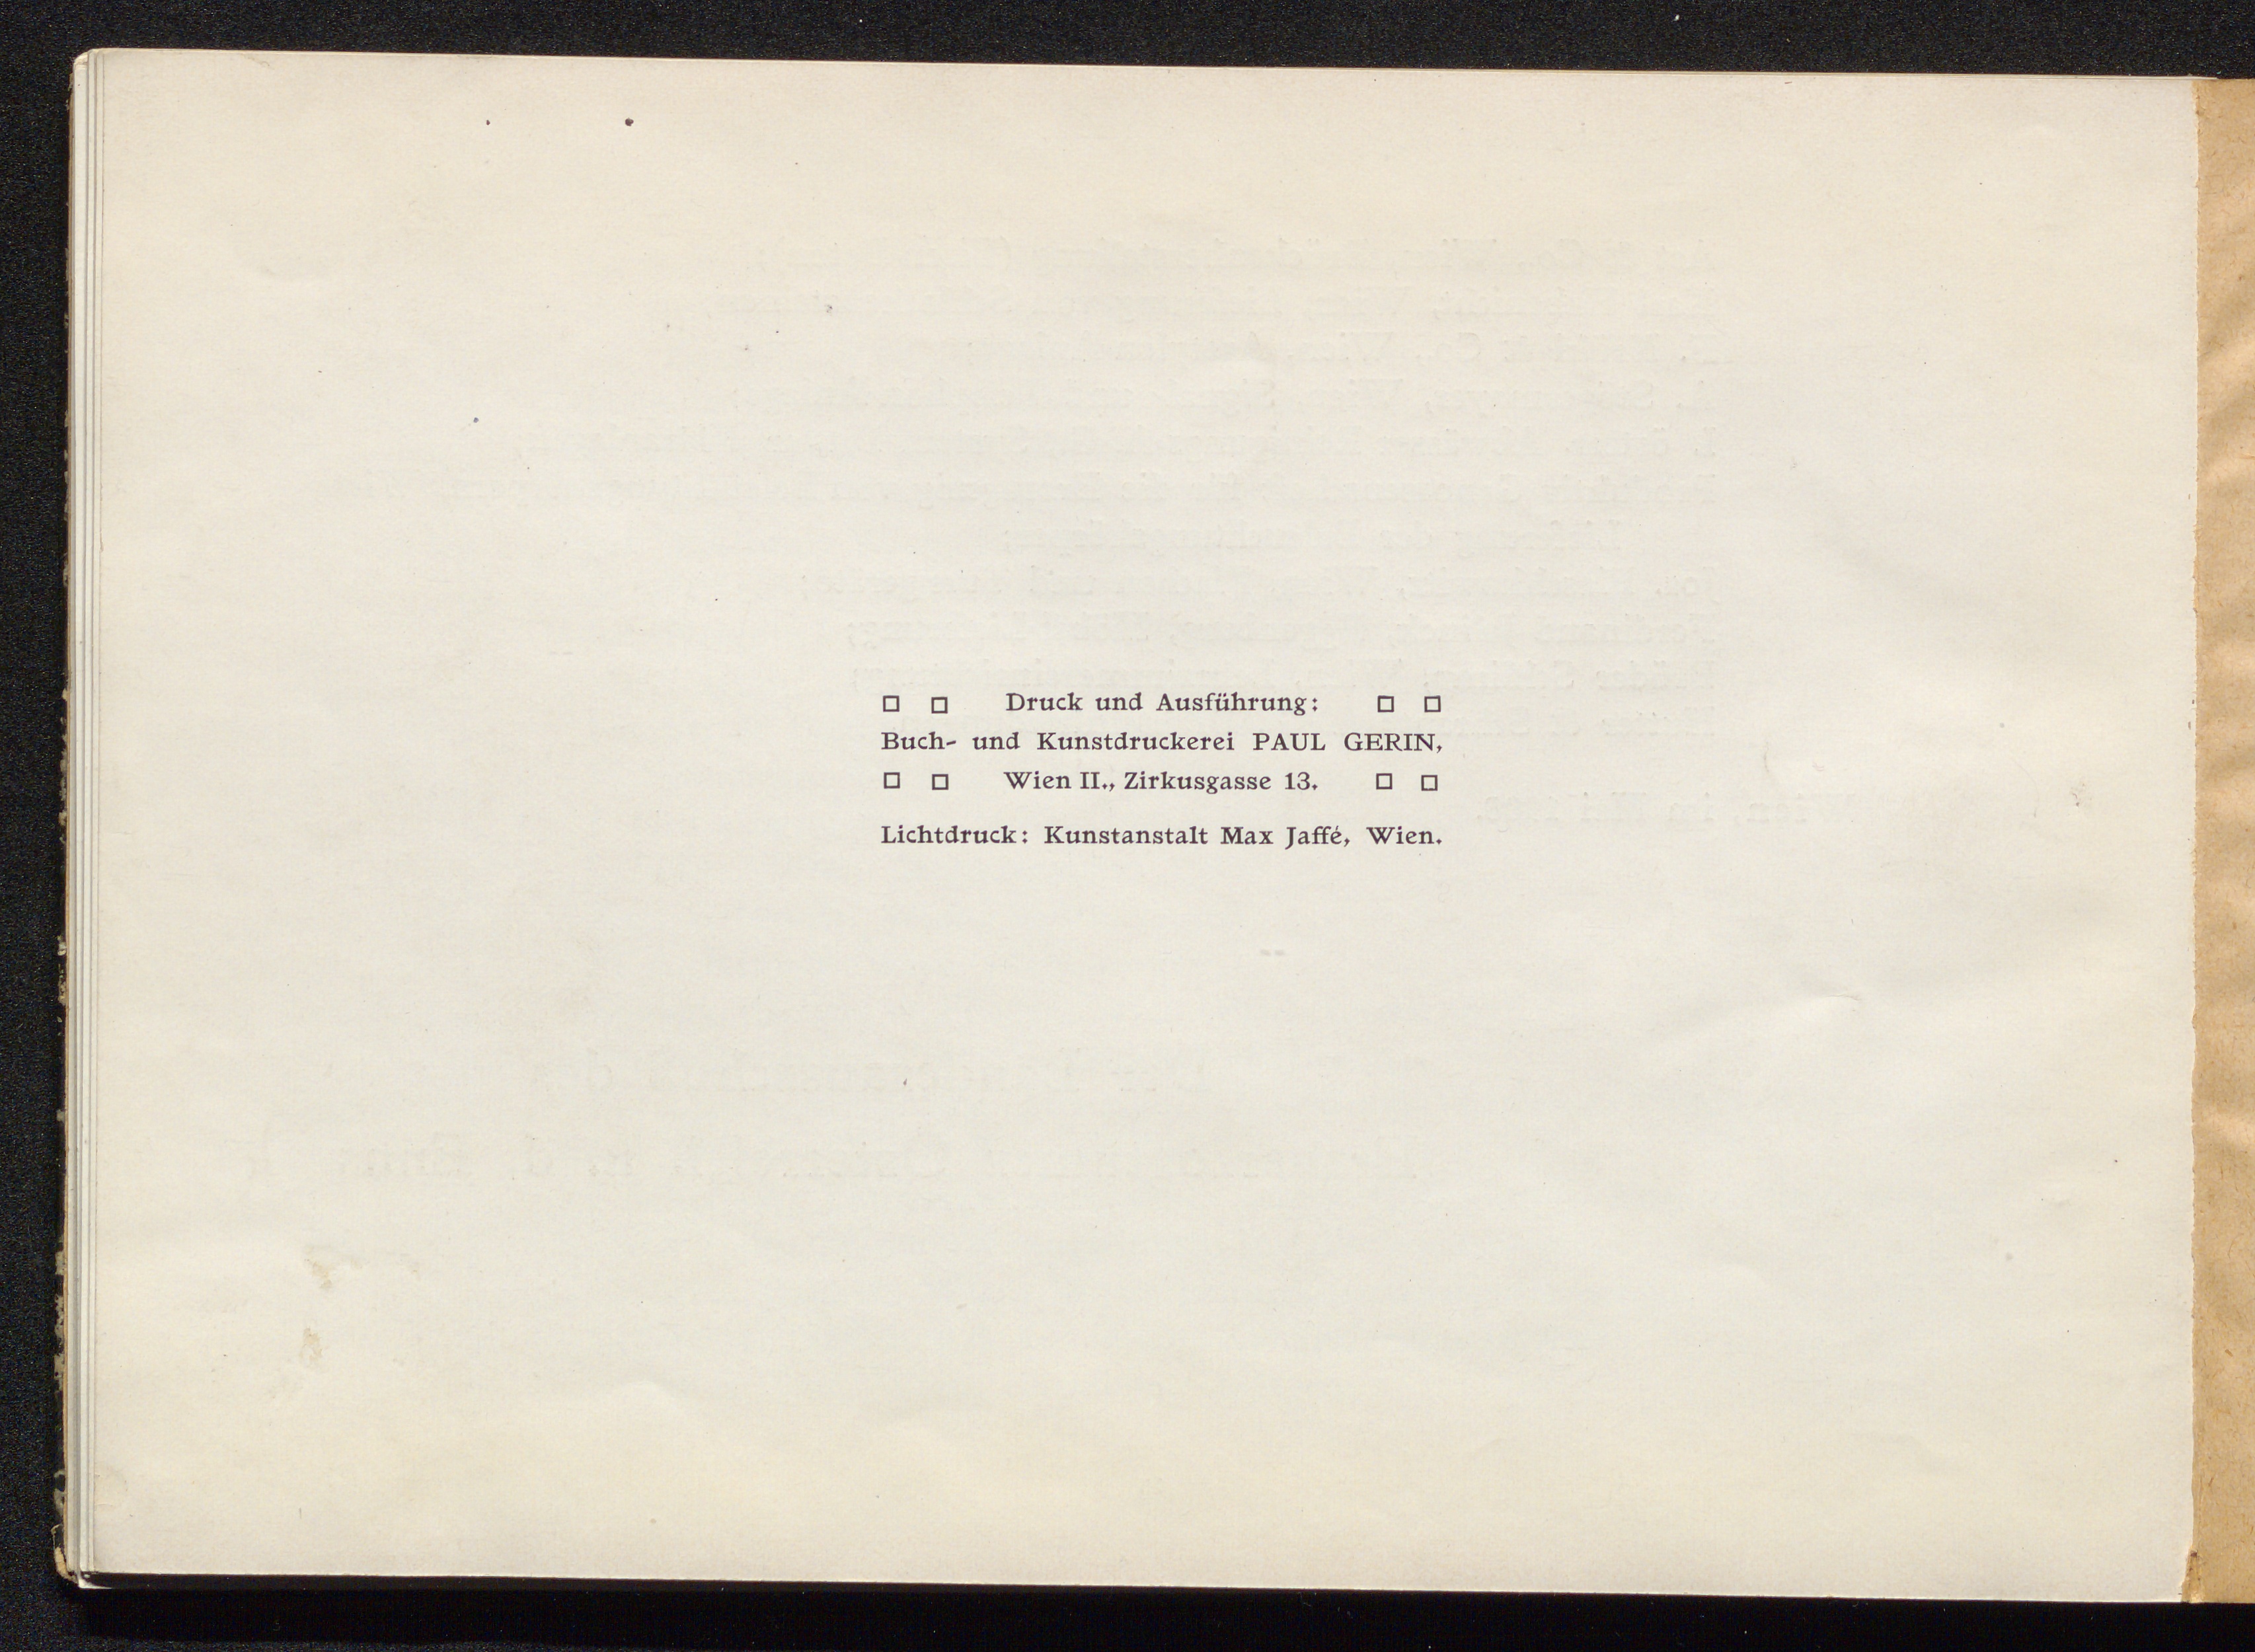 □ □ Druck und Ausführung: □ □
Buch- und Kunstdruckerei PAUL GERIN,
□ □ Wien II., Zirkusgasse 13. □ □
Lichtdruck: Kunstanstalt Max Jaffé, Wien.